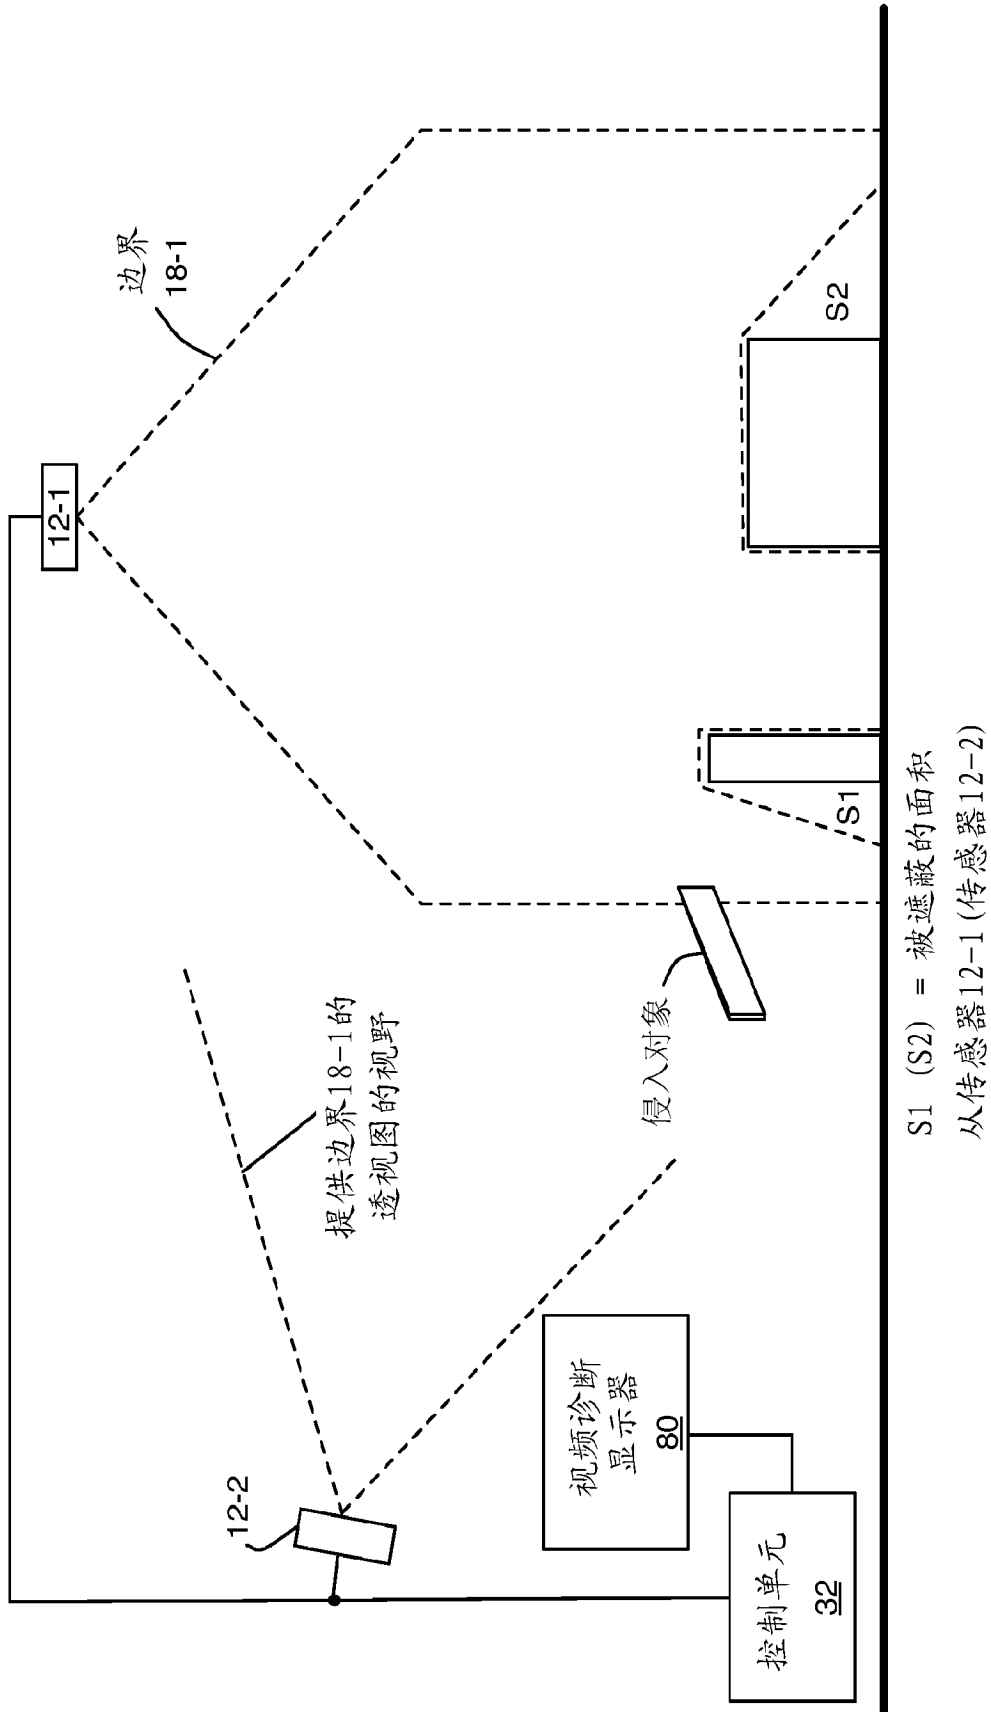 12-1
边界
18-1
S2
S1
侵入对象
提供边界18-1的
透视图的视野
12-2
视频诊断
显示器
80
控制单元
32
S1 (S2) = 被遮蔽的面积
从传感器12-1(传感器12-2)